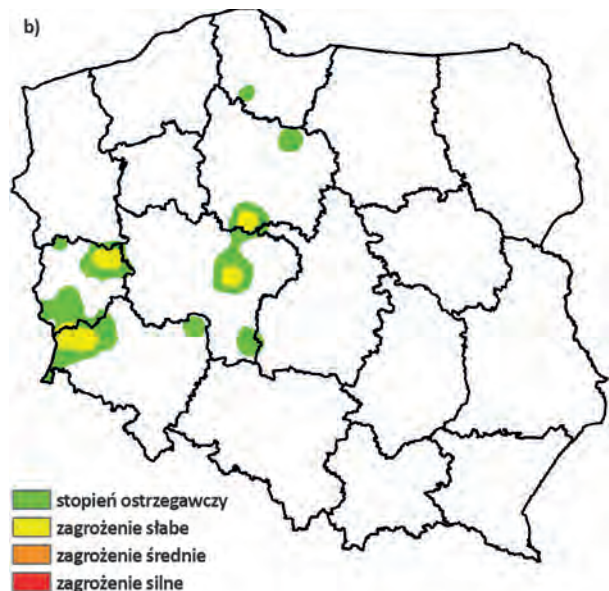 b)
stopień ostrzegawczy
zagrożenie słabe
zagrożenie średnie
zagrożenie silne